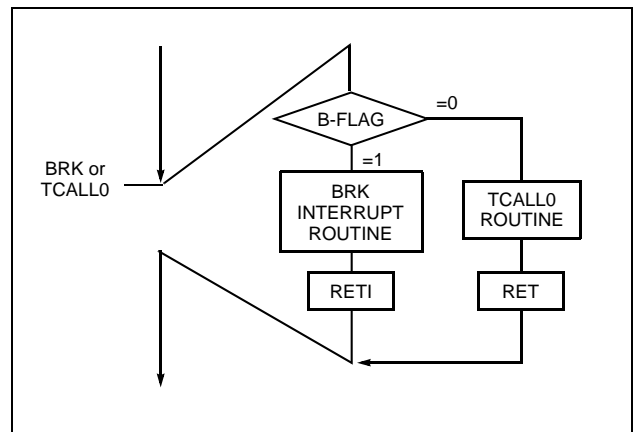 B-FLAG
=0
=1
BRK or
TCALL0
BRK
INTERRUPT
ROUTINE
TCALL0
ROUTINE
RETI
RET